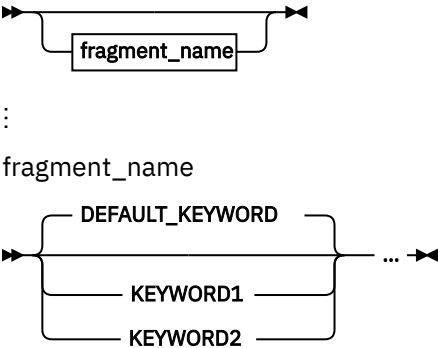 fragment_name
⋮
fragment_name
DEFAULT_KEYWORD
...
KEYWORD1
KEYWORD2